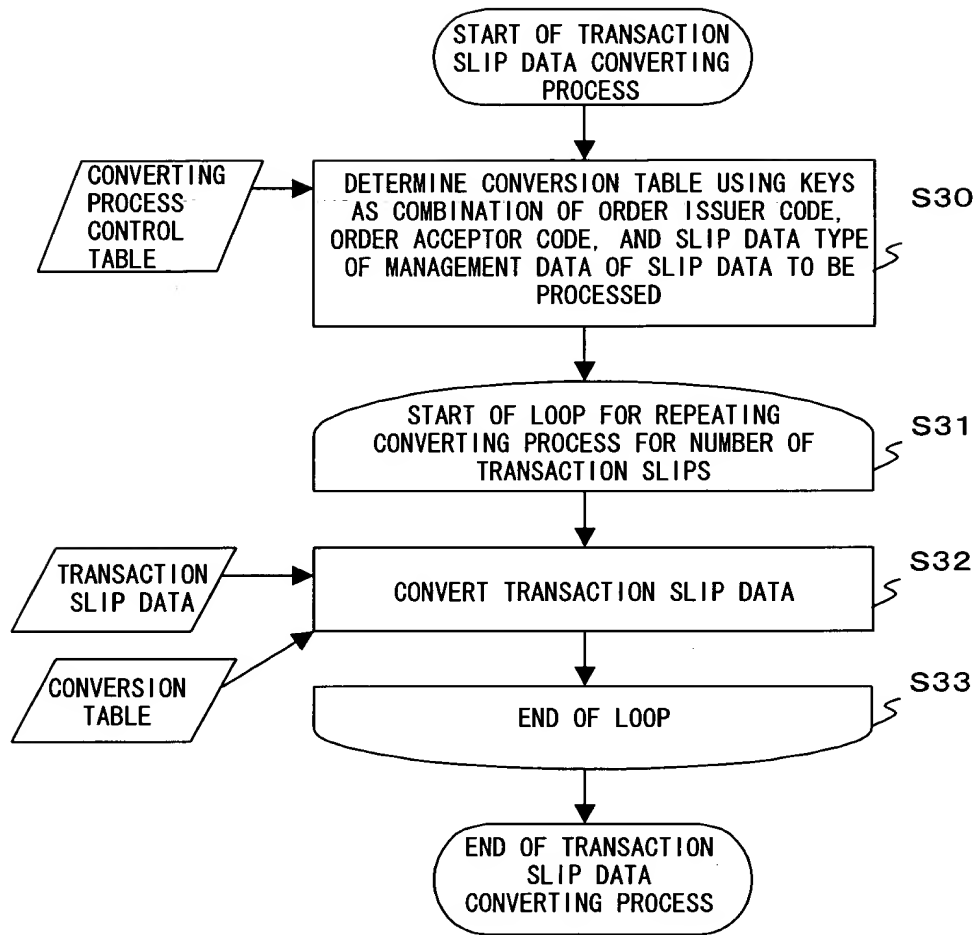 START OF TRANSACTION
SLIP DATA CONVERTING
PROCESS
CONVERTING
PROCESS
CONTROL
TABLE
DETERMINE CONVERSION TABLE USING KEYS
AS COMBINATION OF ORDER ISSUER CODE,
ORDER ACCEPTOR CODE, AND SLIP DATA TYPE
OF MANAGEMENT DATA OF SLIP DATA TO BE
PROCESSED
S30
START OF LOOP FOR REPEATING
CONVERTING PROCESS FOR NUMBER OF
TRANSACTION SLIPS
S31
TRANSACTION
SLIP DATA
CONVERT TRANSACTION SLIP DATA
S32
CONVERSION
TABLE
END OF LOOP
S33
END OF TRANSACTION
SLIP DATA
CONVERTING PROCESS